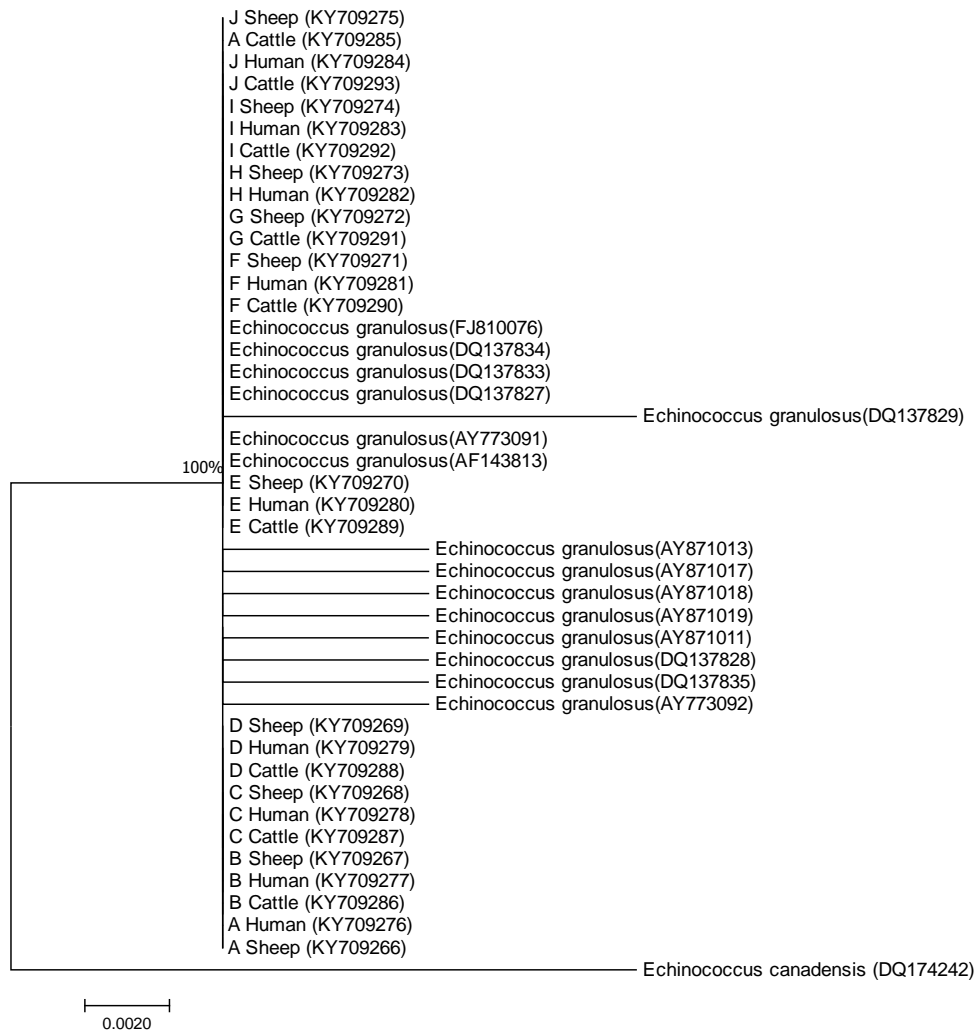 J Sheep (KY709275)
A Cattle (KY709285)
J Human (KY709284)
J Cattle (KY709293)
I Sheep (KY709274)
I Human (KY709283)
I Cattle (KY709292)
H Sheep (KY709273)
H Human (KY709282)
G Sheep (KY709272)
G Cattle (KY709291)
F Sheep (KY709271)
F Human (KY709281)
F Cattle (KY709290)
Echinococcus granulosus(FJ810076)
Echinococcus granulosus(DQ137834)
Echinococcus granulosus(DQ137833)
Echinococcus granulosus(DQ137827)
Echinococcus granulosus(DQ137829)
Echinococcus granulosus(AY773091)
Echinococcus granulosus(AF143813)
100%
E Sheep (KY709270)
E Human (KY709280)
E Cattle (KY709289)
Echinococcus granulosus(AY871013)
Echinococcus granulosus(AY871017)
Echinococcus granulosus(AY871018)
Echinococcus granulosus(AY871019)
Echinococcus granulosus(AY871011)
Echinococcus granulosus(DQ137828)
Echinococcus granulosus(DQ137835)
Echinococcus granulosus(AY773092)
D Sheep (KY709269)
D Human (KY709279)
D Cattle (KY709288)
C Sheep (KY709268)
C Human (KY709278)
C Cattle (KY709287)
B Sheep (KY709267)
B Human (KY709277)
B Cattle (KY709286)
A Human (KY709276)
A Sheep (KY709266)
Echinococcus canadensis (DQ174242)
0.0020